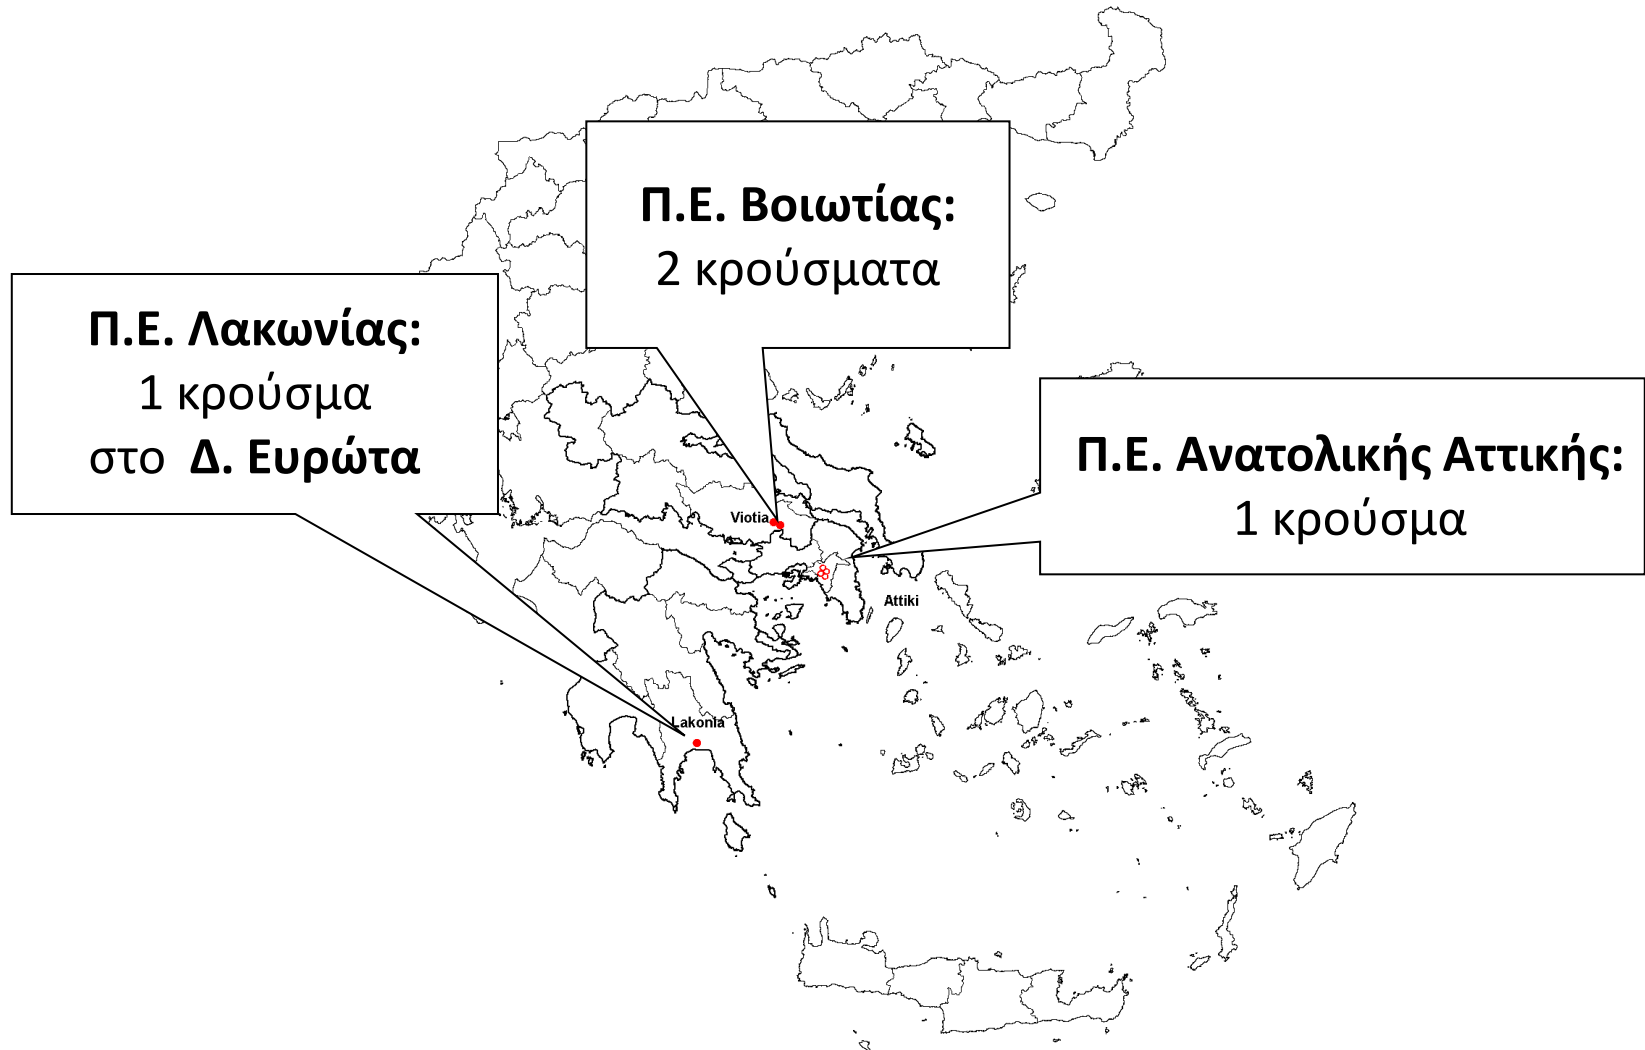 Π.Ε. Βοιωτίας:
2 κρούσματα
Π.Ε. Λακωνίας:
1 κρούσμα
στο Δ. Ευρώτα
Π.Ε. Ανατολικής Αττικής:
1 κρούσμα
Viotia
Attiki
Lakonia